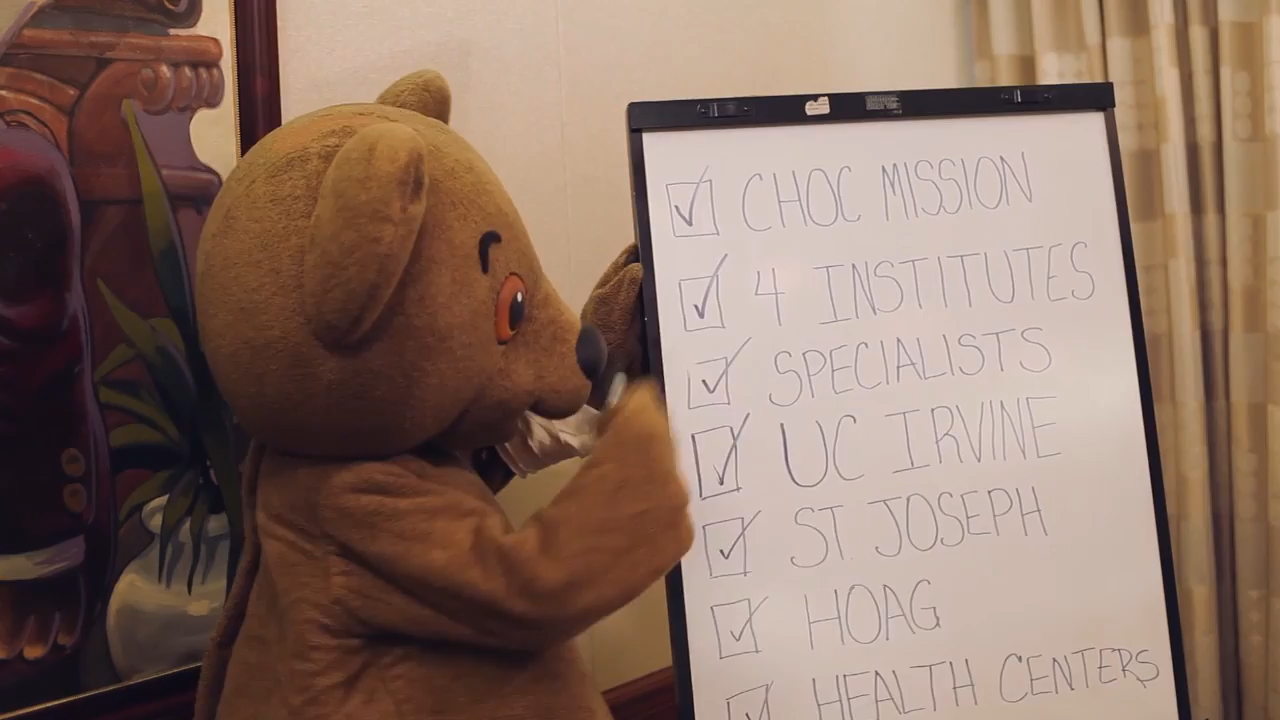 CHOC MISSION
4 INSTITUTES
SPECIALISTS
UC IRVINE
ST. JOSEPH
HOAG
HEALTH CENTERS